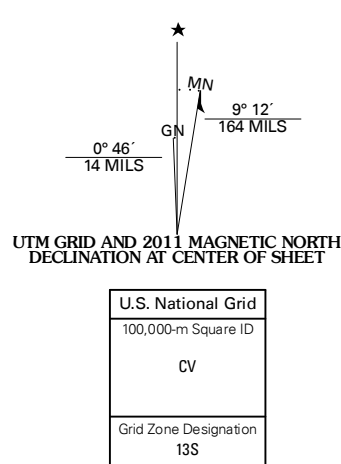 MN
9° 12´
164 MILS
GN
0° 46´
14 MILS
UTM GRID AND 2011 MAGNETIC NORTH
DECLINATION AT CENTER OF SHEET
U.S. National Grid
100,000-m Square ID
CV
Grid Zone Designation
13S